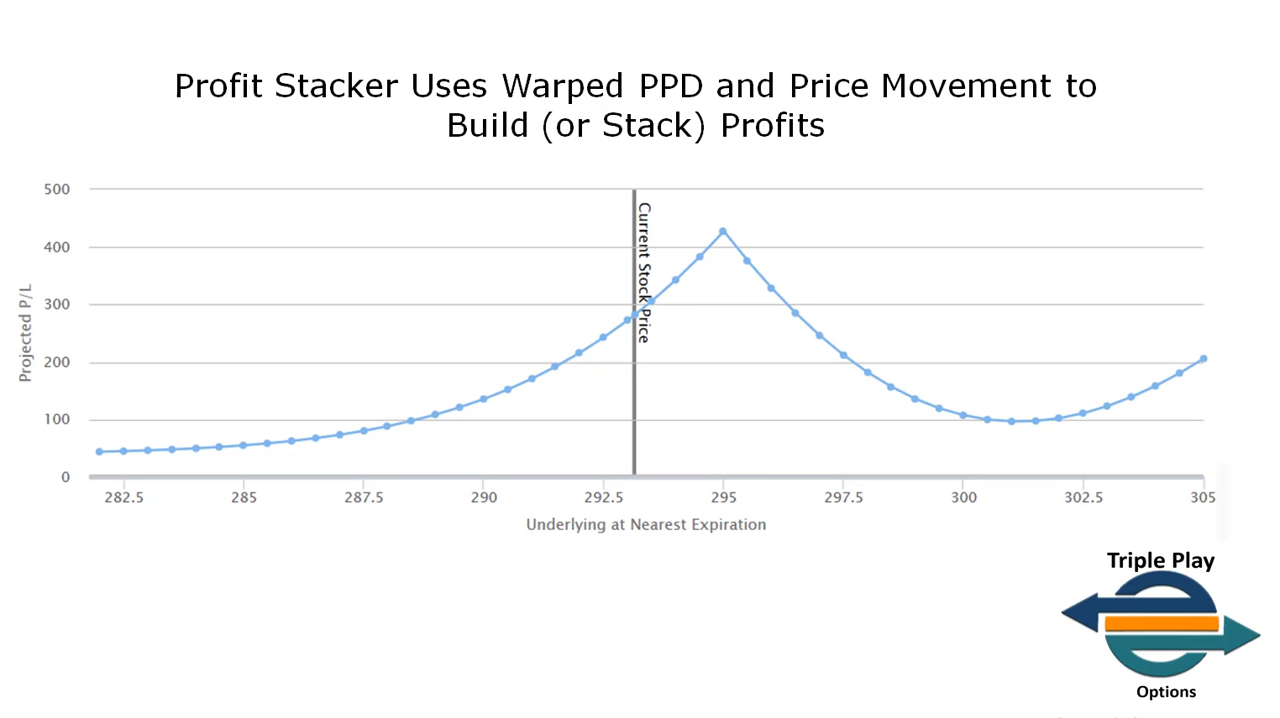 Profit Stacker Uses Warped PPD and Price Movement to
Build (or Stack) Profits
500
400
300
200
100
0
Projected P/L
Current Stock Price
282.5
285
287.5
290
292.5
295
297.5
300
302.5
305
Underlying at Nearest Expiration
Triple Play
Options